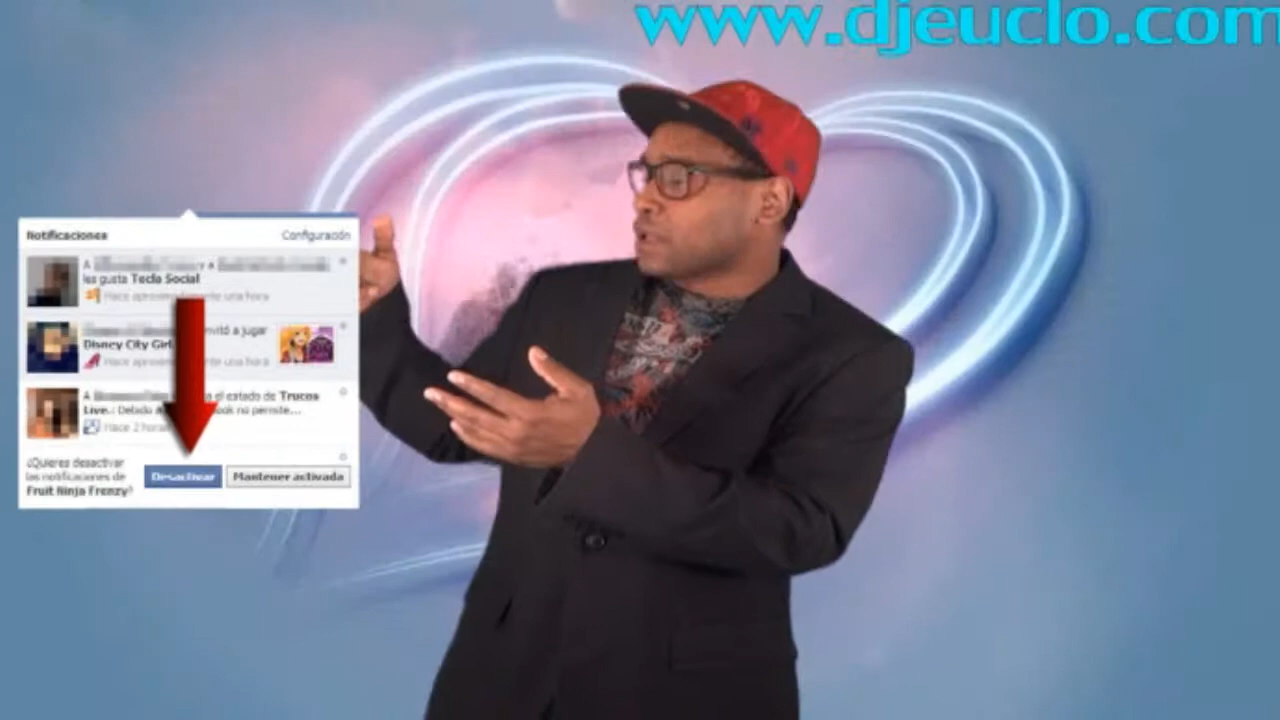 www.djeuclo.com
Notificaciones
Configuración
A y a
les gusta Tecla Social
Hace una hora
invitó a jugar
Disney City Girl
Hace una hora
A el estado de Trucos
Live.: no permite...
Hace 2 horas
¿Quieres desactivar
las notificaciones de
Fruit Ninja Frenzy?
Desactivar
Mantener activada